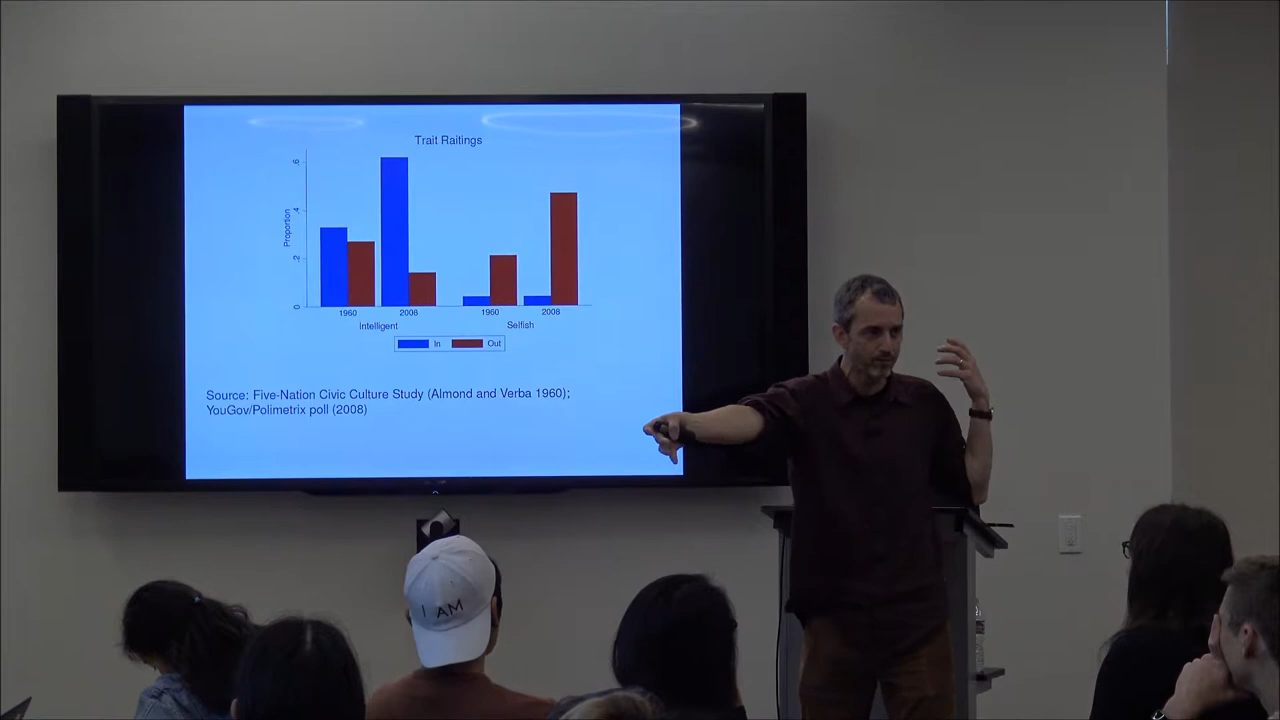 Trait Raitings
.6
.4
.2
0
Proportion
1960
2008
1960
2008
Intelligent
Selfish
In
Out
Source: Five-Nation Civic Culture Study (Almond and Verba 1960);
YouGov/Polimetrix poll (2008)
I AM